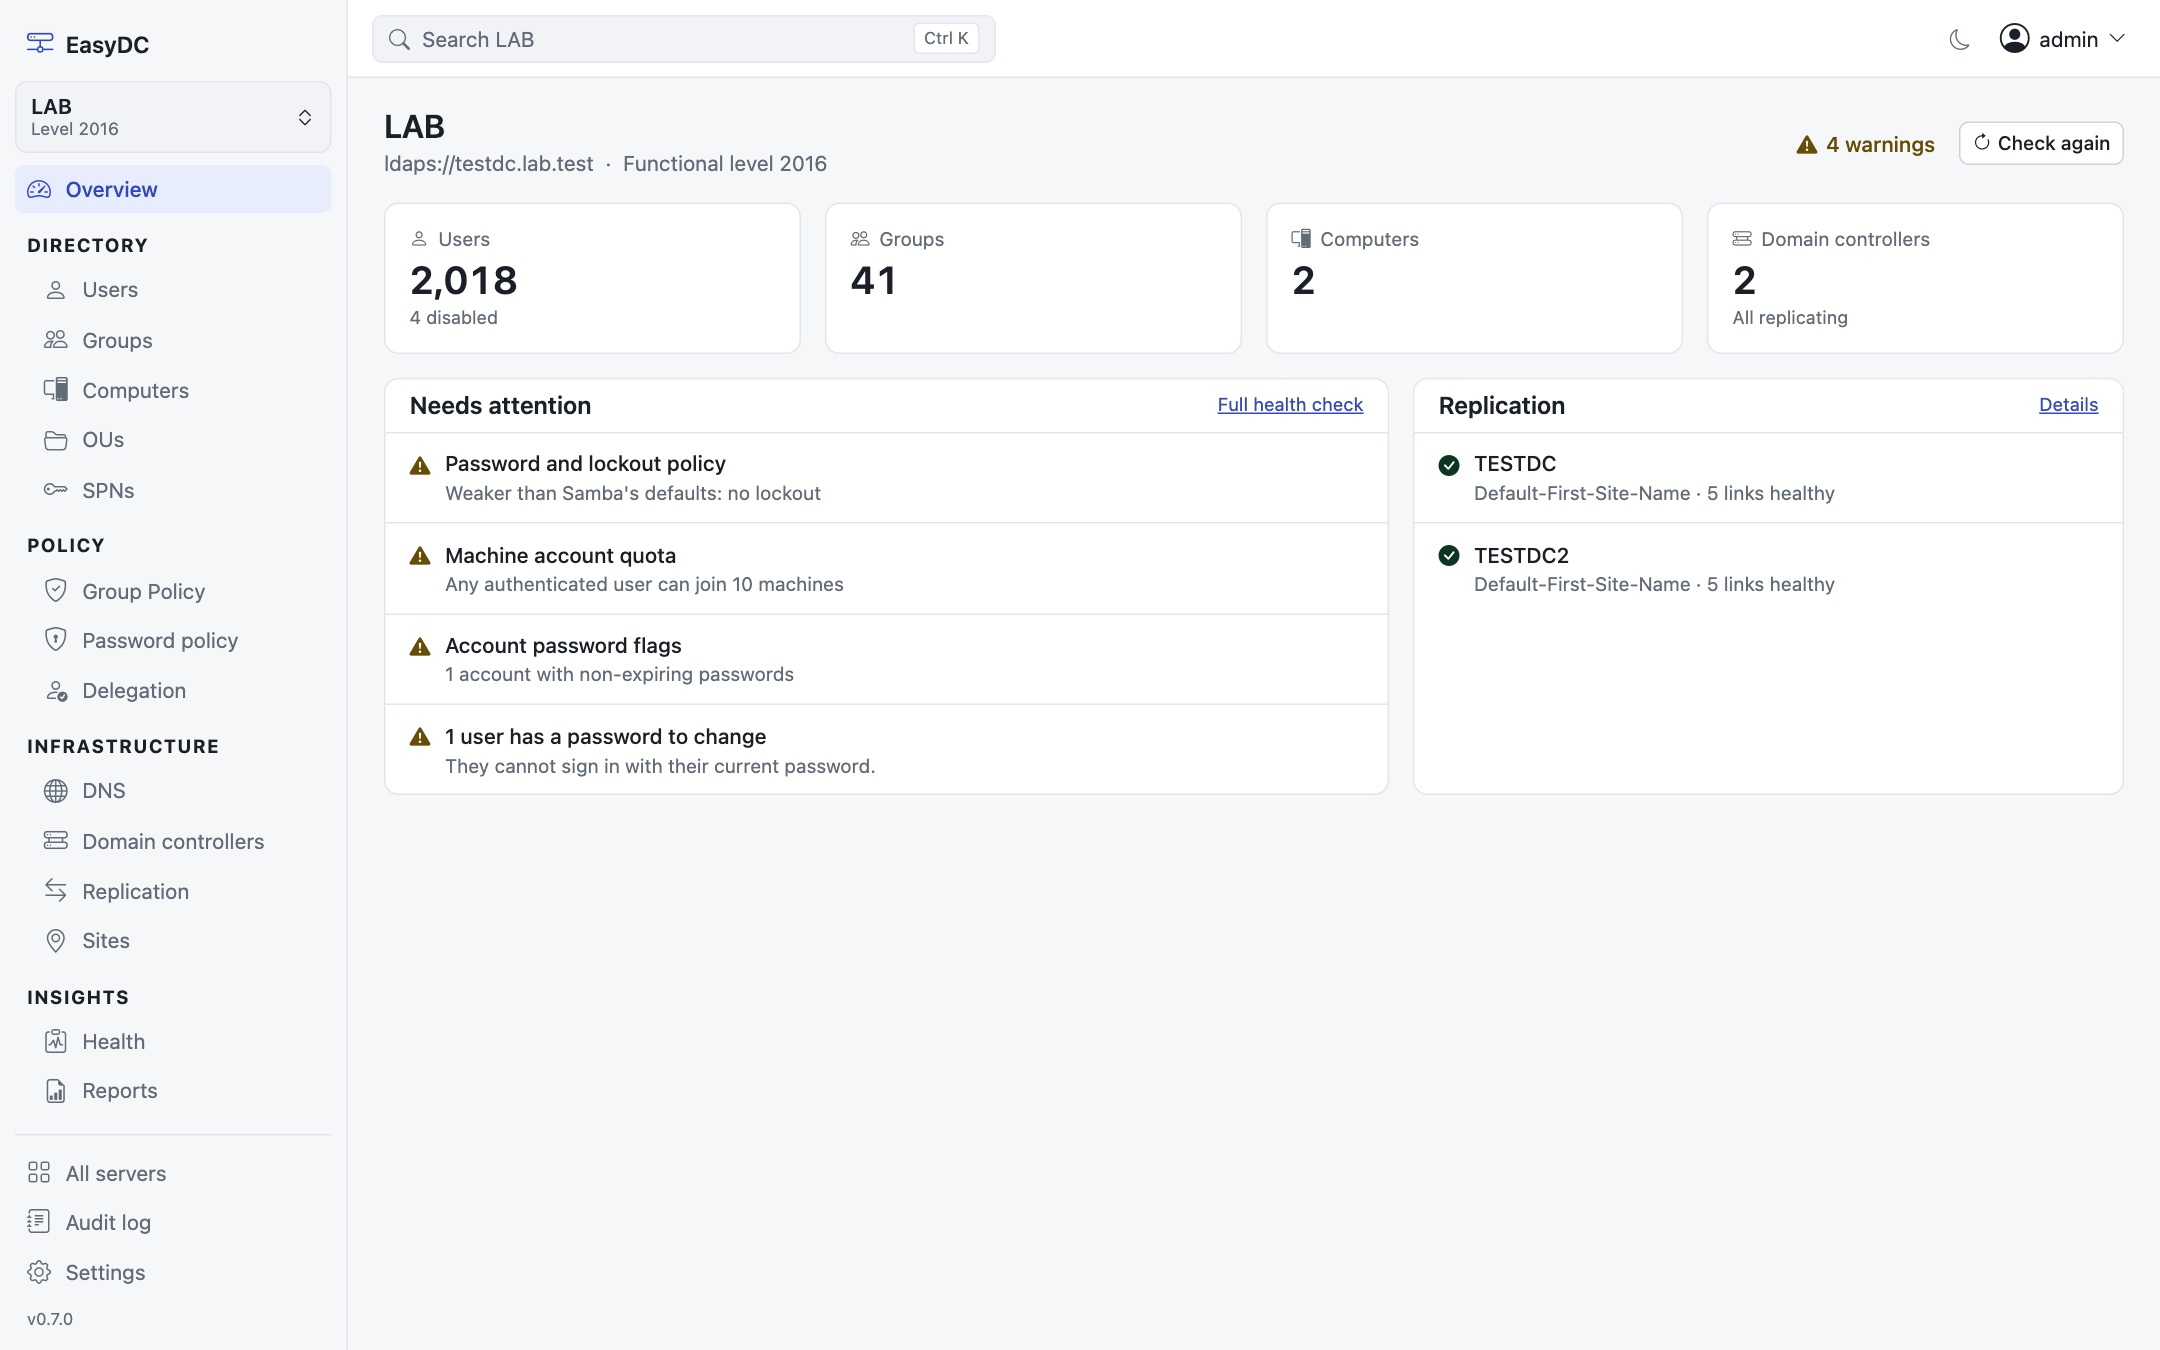 EasyDC
LAB
Level 2016
Overview
DIRECTORY
Users
Groups
Computers
OUs
SPNs
POLICY
Group Policy
Password policy
Delegation
INFRASTRUCTURE
DNS
Domain controllers
Replication
Sites
INSIGHTS
Health
Reports
All servers
Audit log
Settings
v0.7.0
Search LAB
Ctrl K
admin
LAB
ldaps://testdc.lab.test · Functional level 2016
4 warnings
Check again
Users
2,018
4 disabled
Groups
41
Computers
2
Domain controllers
2
All replicating
Needs attention
Full health check
Password and lockout policy
Weaker than Samba's defaults: no lockout
Machine account quota
Any authenticated user can join 10 machines
Account password flags
1 account with non-expiring passwords
1 user has a password to change
They cannot sign in with their current password.
Replication
Details
TESTDC
Default-First-Site-Name · 5 links healthy
TESTDC2
Default-First-Site-Name · 5 links healthy